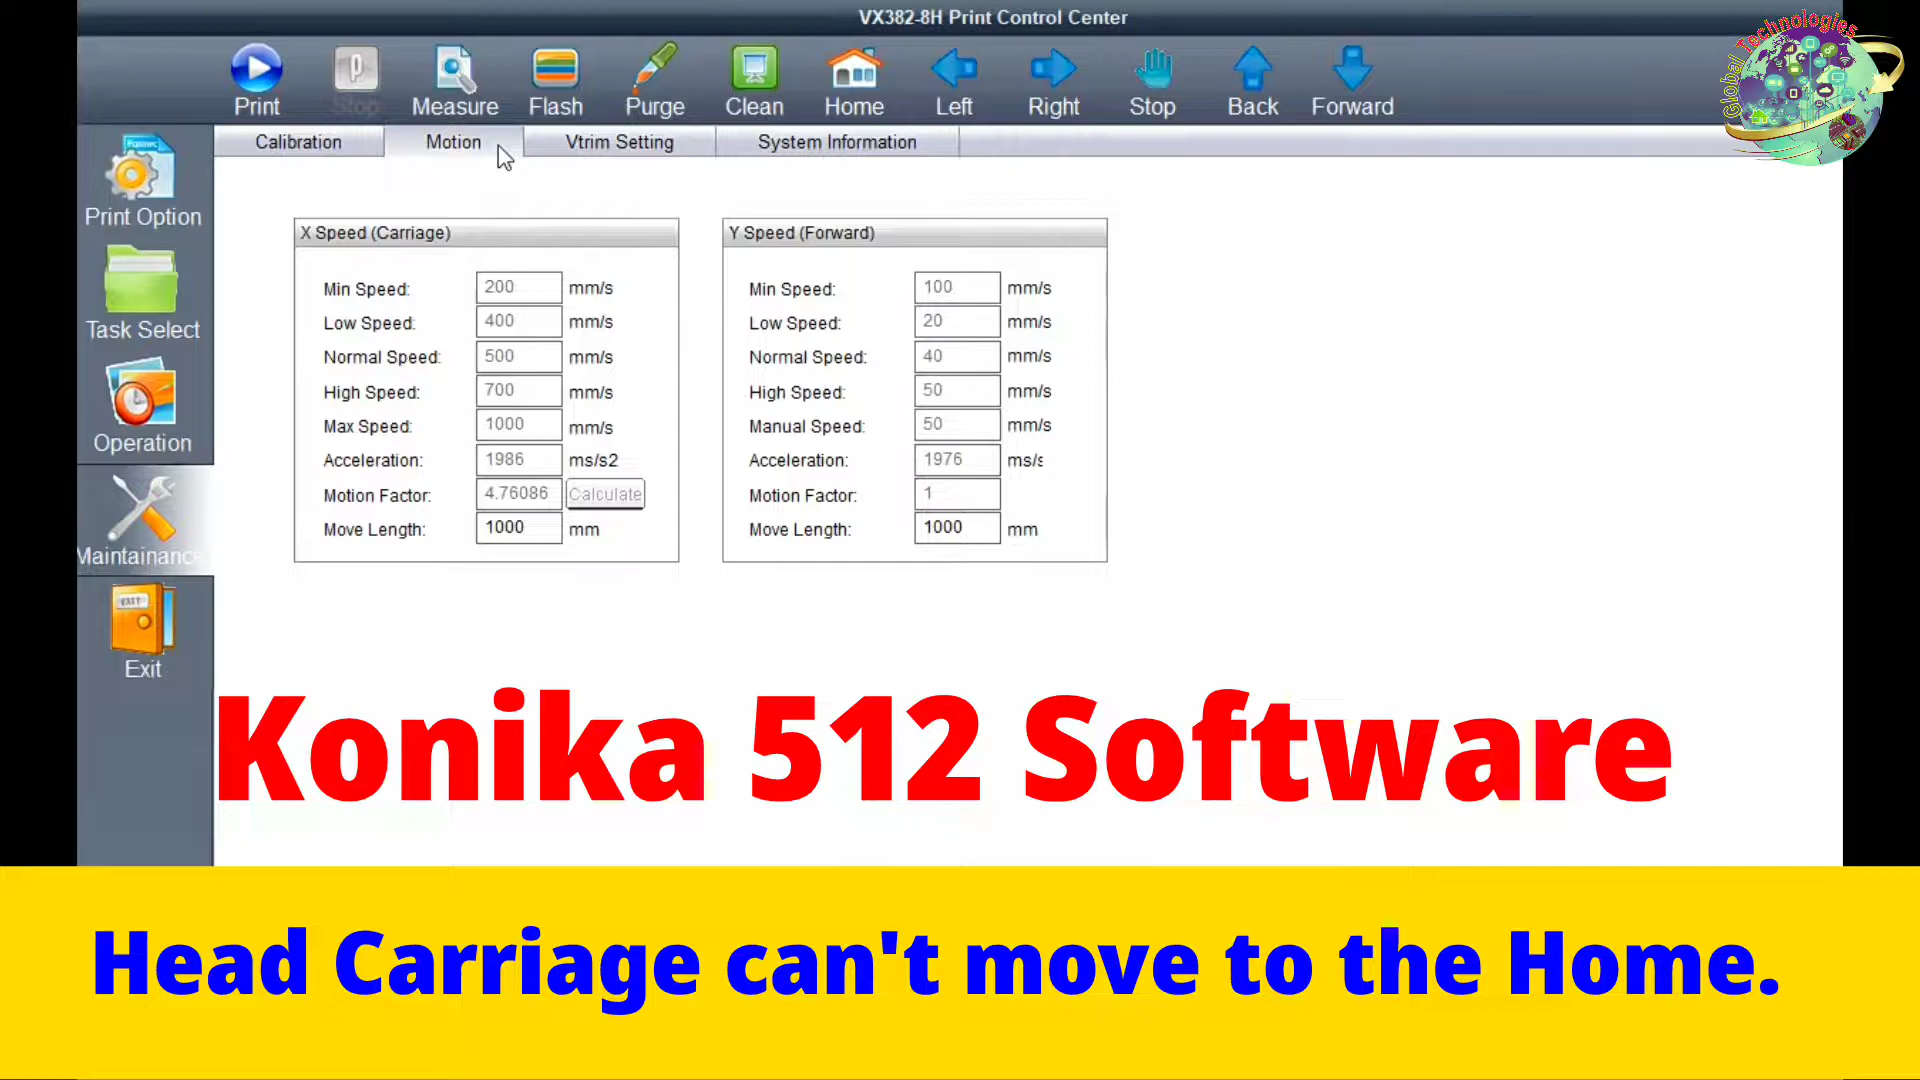 VX382-8H Print Control Center
Print
Stop
Measure
Flash
Purge
Clean
Home
Left
Right
Stop
Back
Forward
Global Technologies
Calibration
Motion
Vtrim Setting
System Information
Print Option
Task Select
Operation
Maintainance
EXIT
Exit
X Speed (Carriage)
Min Speed: 200 mm/s
Low Speed: 400 mm/s
Normal Speed: 500 mm/s
High Speed: 700 mm/s
Max Speed: 1000 mm/s
Acceleration: 1986 ms/s2
Motion Factor: 4.76086 Calculate
Move Length: 1000 mm
Y Speed (Forward)
Min Speed: 100 mm/s
Low Speed: 20 mm/s
Normal Speed: 40 mm/s
High Speed: 50 mm/s
Manual Speed: 50 mm/s
Acceleration: 1976 ms/s
Motion Factor: 1
Move Length: 1000 mm
Konika 512 Software
Head Carriage can't move to the Home.